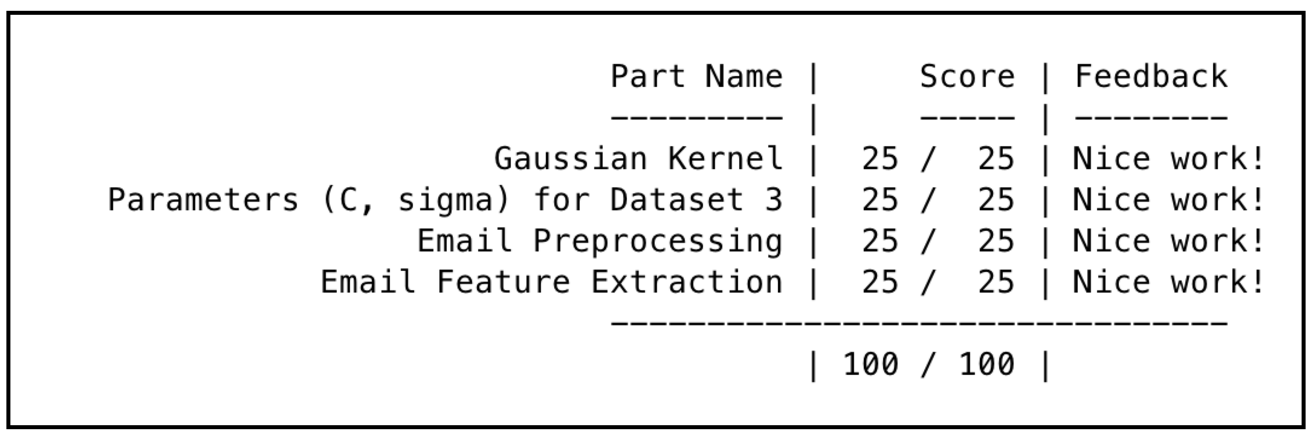 Part Name |     Score | Feedback
--------- |     ----- | --------
Gaussian Kernel |  25 /  25 | Nice work!
Parameters (C, sigma) for Dataset 3 |  25 /  25 | Nice work!
Email Preprocessing |  25 /  25 | Nice work!
Email Feature Extraction |  25 /  25 | Nice work!
--------------------------------
| 100 / 100 |